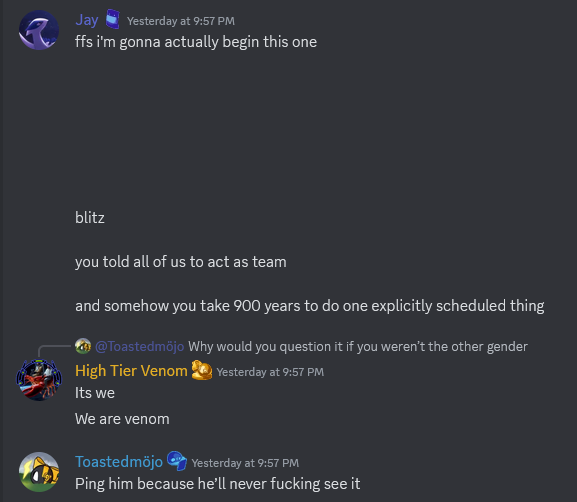 Jay Yesterday at 9:57 PM
ffs i'm gonna actually begin this one
blitz
you told all of us to act as team
and somehow you take 900 years to do one explicitly scheduled thing
@Toastedmöjo Why would you question it if you weren't the other gender
High Tier Venom Yesterday at 9:57 PM
Its we
We are venom
Toastedmöjo Yesterday at 9:57 PM
Ping him because he'll never fucking see it